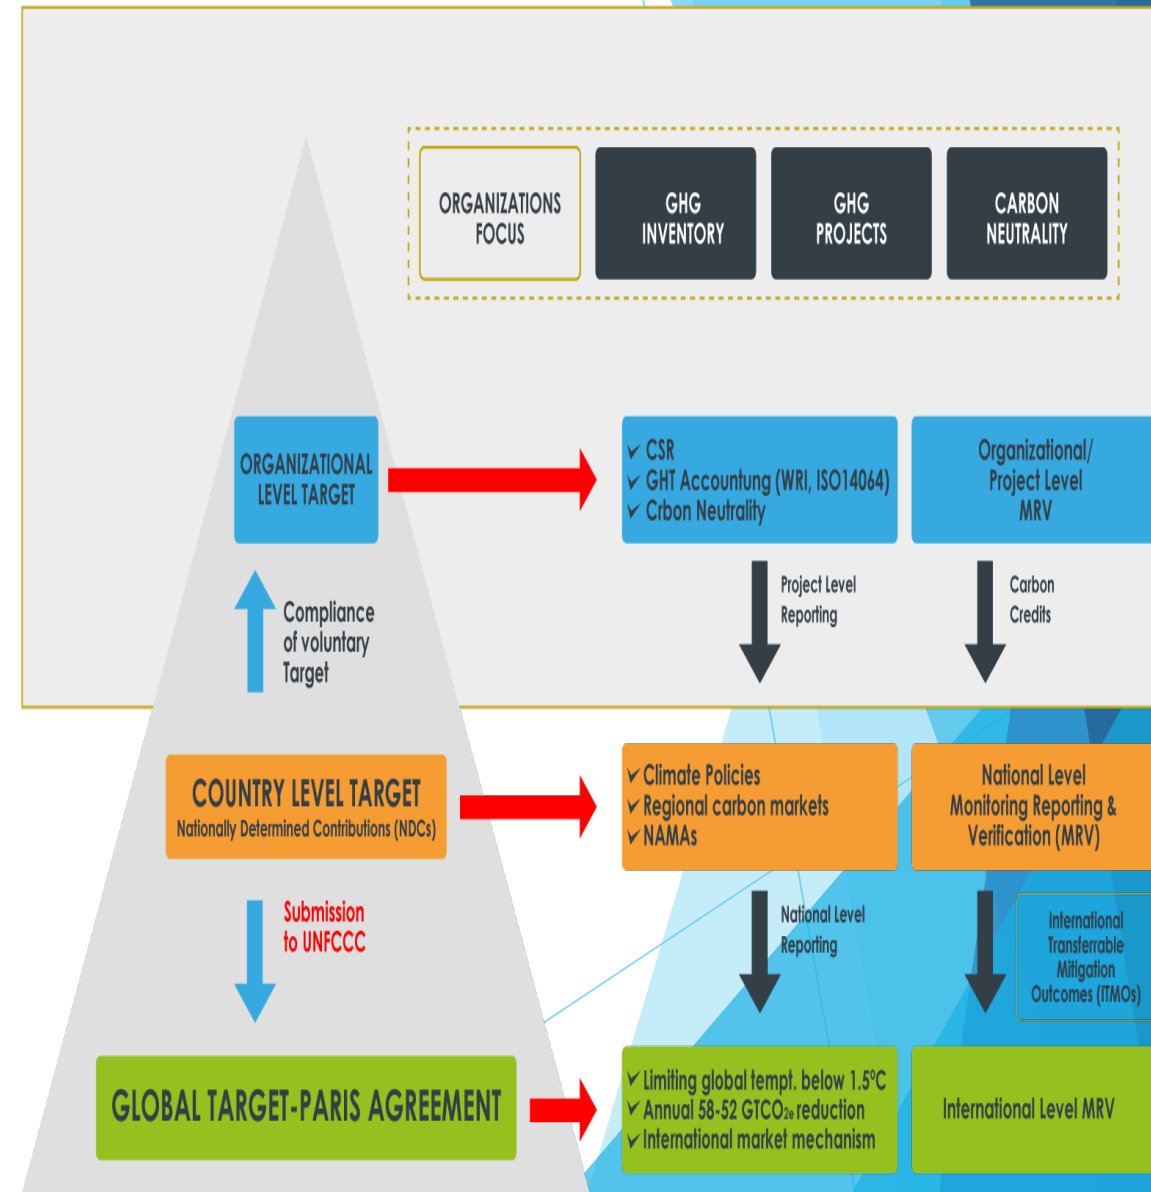 ORGANIZATIONS
FOCUS
GHG
INVENTORY
GHG
PROJECTS
CARBON
NEUTRALITY
ORGANIZATIONAL
LEVEL TARGET
✓ CSR
✓ GHT Accountung (WRI, ISO14064)
✓ Crbon Neutrality
Organizational/
Project Level
MRV
Compliance
of voluntary
Target
Project Level
Reporting
Carbon
Credits
COUNTRY LEVEL TARGET
Nationally Determined Contributions (NDCs)
✓ Climate Policies
✓ Regional carbon markets
✓ NAMAs
National Level
Monitoring Reporting &
Verification (MRV)
Submission
to UNFCCC
National Level
Reporting
International
Transferrable
Mitigation
Outcomes (ITMOs)
GLOBAL TARGET-PARIS AGREEMENT
✓ Limiting global tempt. below 1.5°C
✓ Annual 58-52 GTCO₂e reduction
✓ International market mechanism
International Level MRV